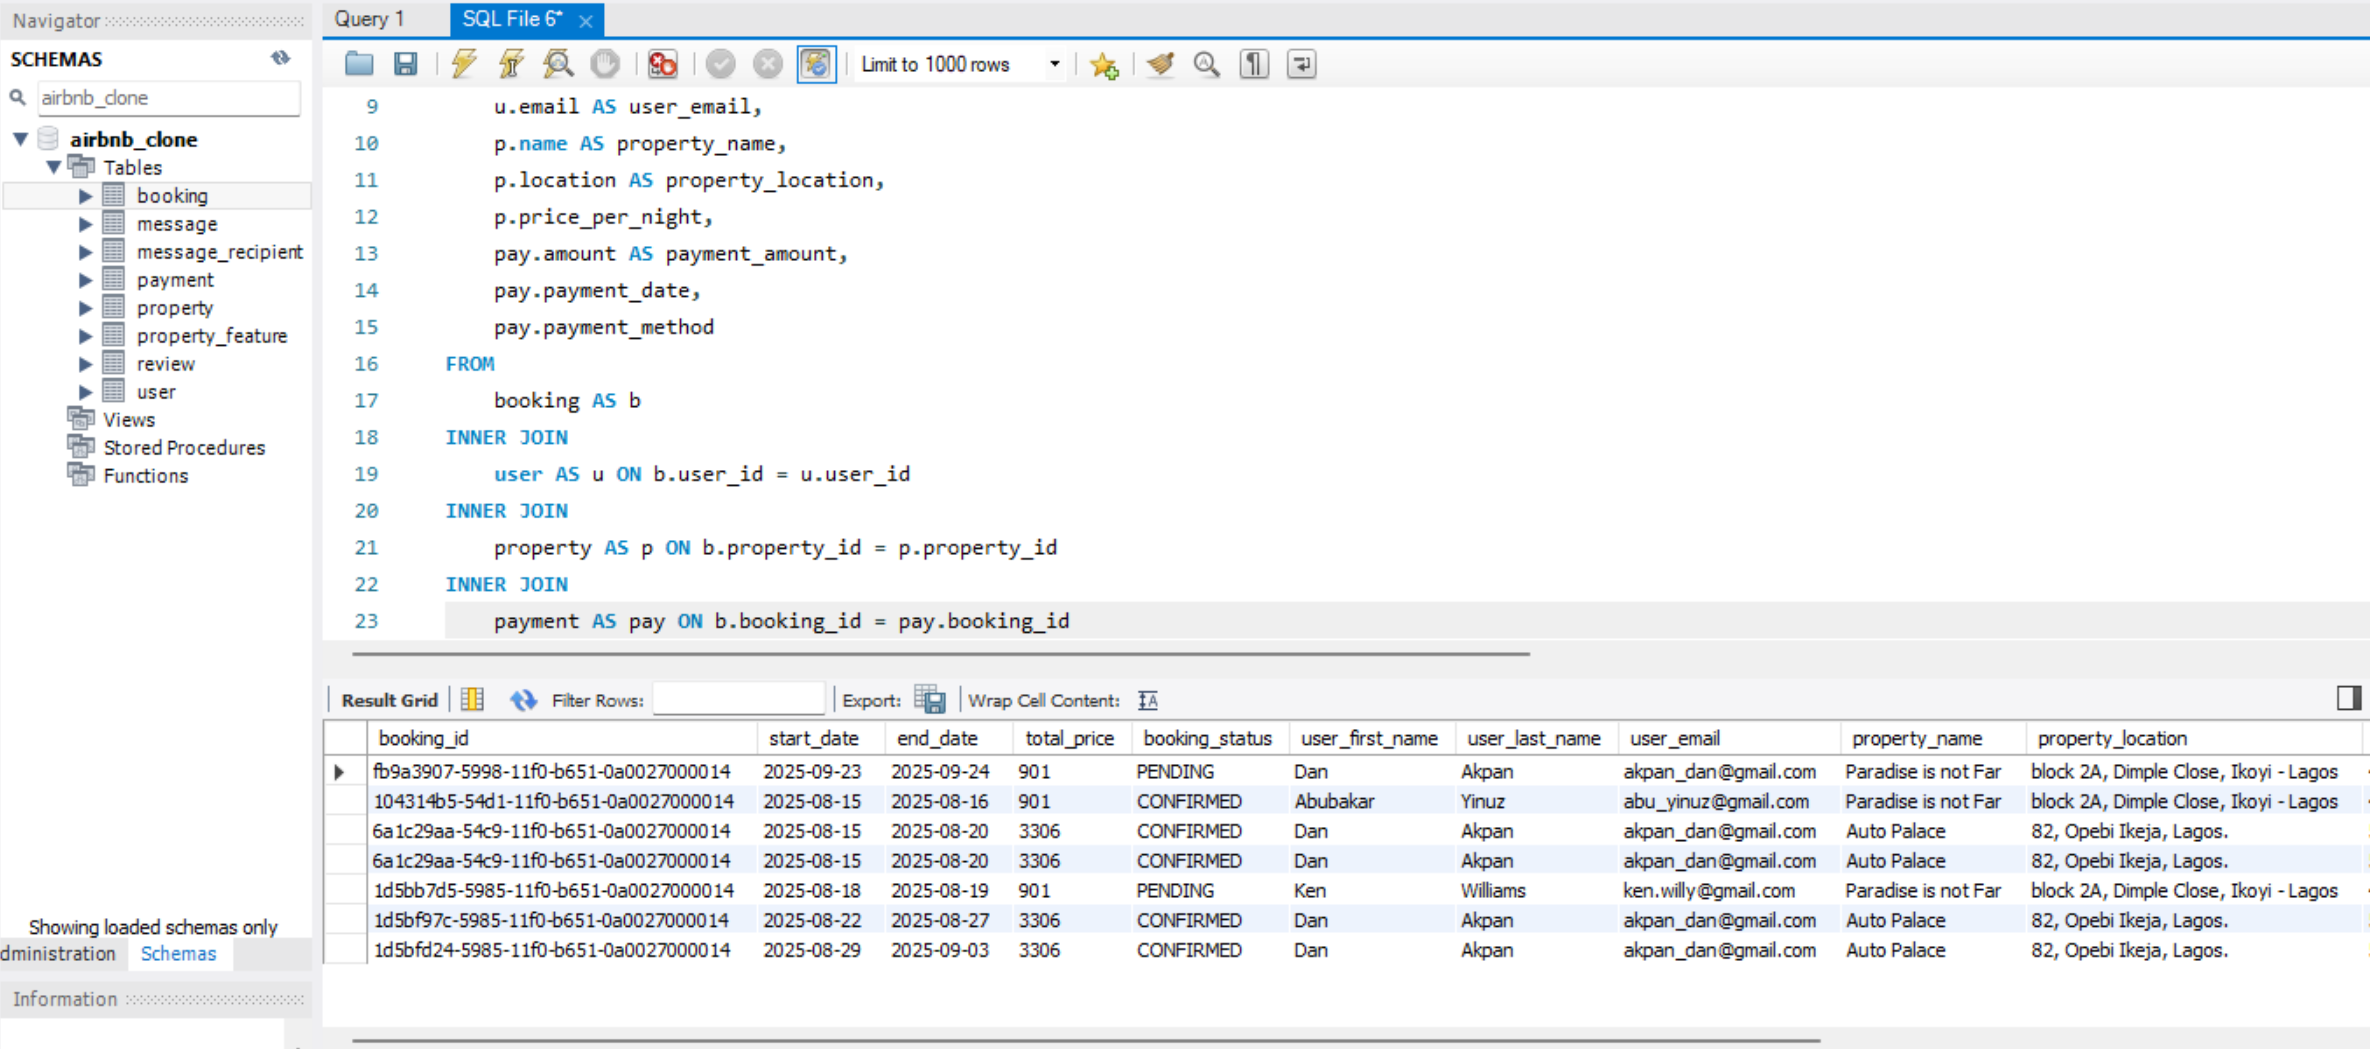 Navigator
SCHEMAS
airbnb_clone
airbnb_clone
Tables
booking
message
message_recipient
payment
property
property_feature
review
user
Views
Stored Procedures
Functions
Showing loaded schemas only
dministration Schemas
Information
Query 1 SQL File 6*
Limit to 1000 rows
9 u.email AS user_email,
10 p.name AS property_name,
11 p.location AS property_location,
12 p.price_per_night,
13 pay.amount AS payment_amount,
14 pay.payment_date,
15 pay.payment_method
16 FROM
17 booking AS b
18 INNER JOIN
19 user AS u ON b.user_id = u.user_id
20 INNER JOIN
21 property AS p ON b.property_id = p.property_id
22 INNER JOIN
23 payment AS pay ON b.booking_id = pay.booking_id
Result Grid Filter Rows: Export: Wrap Cell Content:
booking_id start_date end_date total_price booking_status user_first_name user_last_name user_email property_name property_location
fb9a3907-5998-11f0-b651-0a0027000014 2025-09-23 2025-09-24 901 PENDING Dan Akpan akpan_dan@gmail.com Paradise is not Far block 2A, Dimple Close, Ikoyi - Lagos
104314b5-54d1-11f0-b651-0a0027000014 2025-08-15 2025-08-16 901 CONFIRMED Abubakar Yinuz abu_yinuz@gmail.com Paradise is not Far block 2A, Dimple Close, Ikoyi - Lagos
6a1c29aa-54c9-11f0-b651-0a0027000014 2025-08-15 2025-08-20 3306 CONFIRMED Dan Akpan akpan_dan@gmail.com Auto Palace 82, Opebi Ikeja, Lagos.
6a1c29aa-54c9-11f0-b651-0a0027000014 2025-08-15 2025-08-20 3306 CONFIRMED Dan Akpan akpan_dan@gmail.com Auto Palace 82, Opebi Ikeja, Lagos.
1d5bb7d5-5985-11f0-b651-0a0027000014 2025-08-18 2025-08-19 901 PENDING Ken Williams ken.willy@gmail.com Paradise is not Far block 2A, Dimple Close, Ikoyi - Lagos
1d5bf97c-5985-11f0-b651-0a0027000014 2025-08-22 2025-08-27 3306 CONFIRMED Dan Akpan akpan_dan@gmail.com Auto Palace 82, Opebi Ikeja, Lagos.
1d5bfd24-5985-11f0-b651-0a0027000014 2025-08-29 2025-09-03 3306 CONFIRMED Dan Akpan akpan_dan@gmail.com Auto Palace 82, Opebi Ikeja, Lagos.